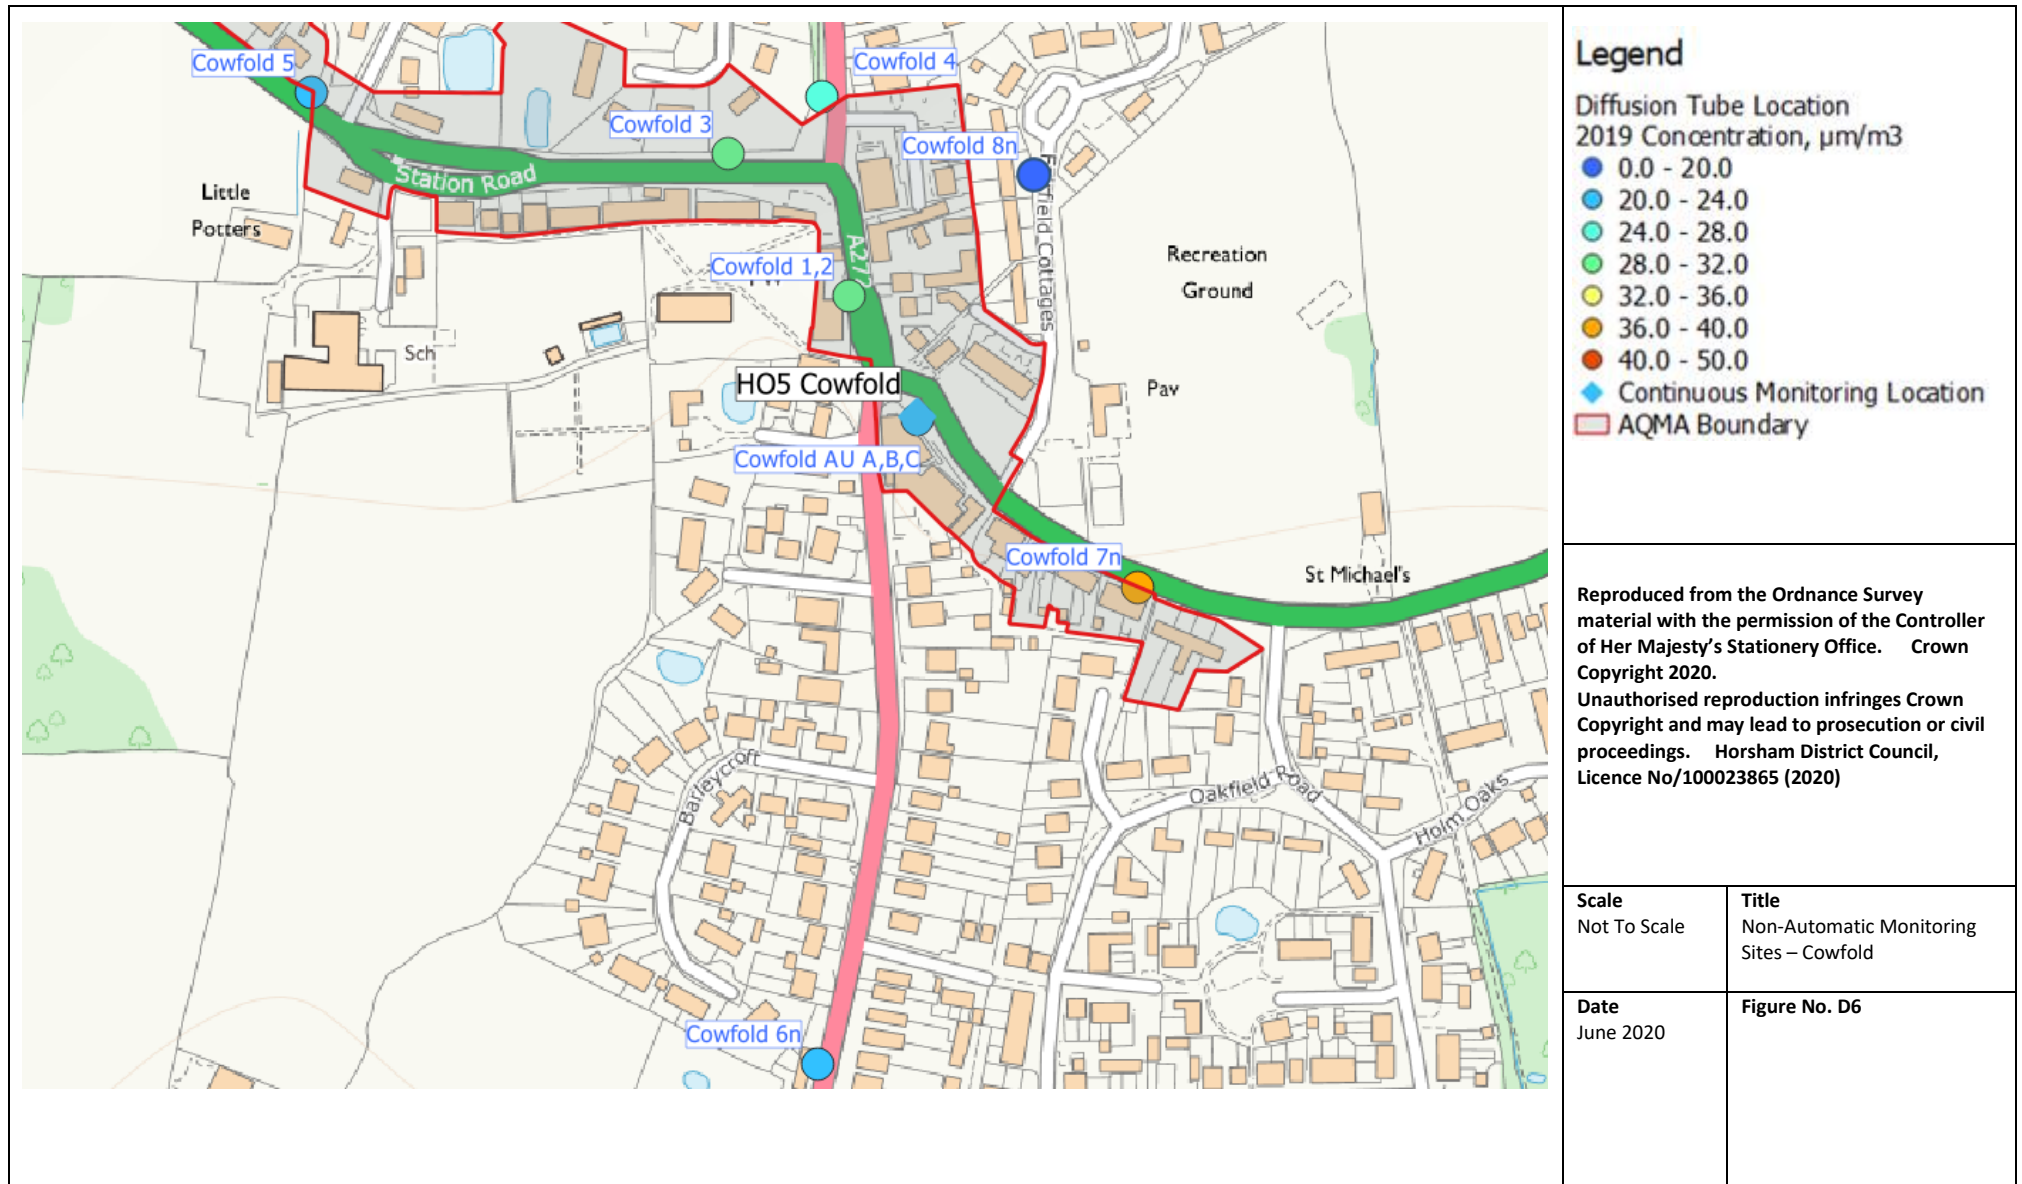 Cowfold 5
Cowfold 4
Cowfold 3
Cowfold 8n
Station Road
Little
Potters
A27
Cottages
Cowfold 1,2
Recreation
Ground
Sch
HO5 Cowfold
Pav
Cowfold AU A,B,C
Cowfold 7n
St Michael's
Barleycroft
Oakfield Road
Holm Oaks
Cowfold 6n
Legend
Diffusion Tube Location
2019 Concentration, µm/m3
0.0 - 20.0
20.0 - 24.0
24.0 - 28.0
28.0 - 32.0
32.0 - 36.0
36.0 - 40.0
40.0 - 50.0
Continuous Monitoring Location
AQMA Boundary
Reproduced from the Ordnance Survey
material with the permission of the Controller
of Her Majesty's Stationery Office. Crown
Copyright 2020.
Unauthorised reproduction infringes Crown
Copyright and may lead to prosecution or civil
proceedings. Horsham District Council,
Licence No/100023865 (2020)
Scale
Not To Scale
Title
Non-Automatic Monitoring
Sites – Cowfold
Date
June 2020
Figure No. D6